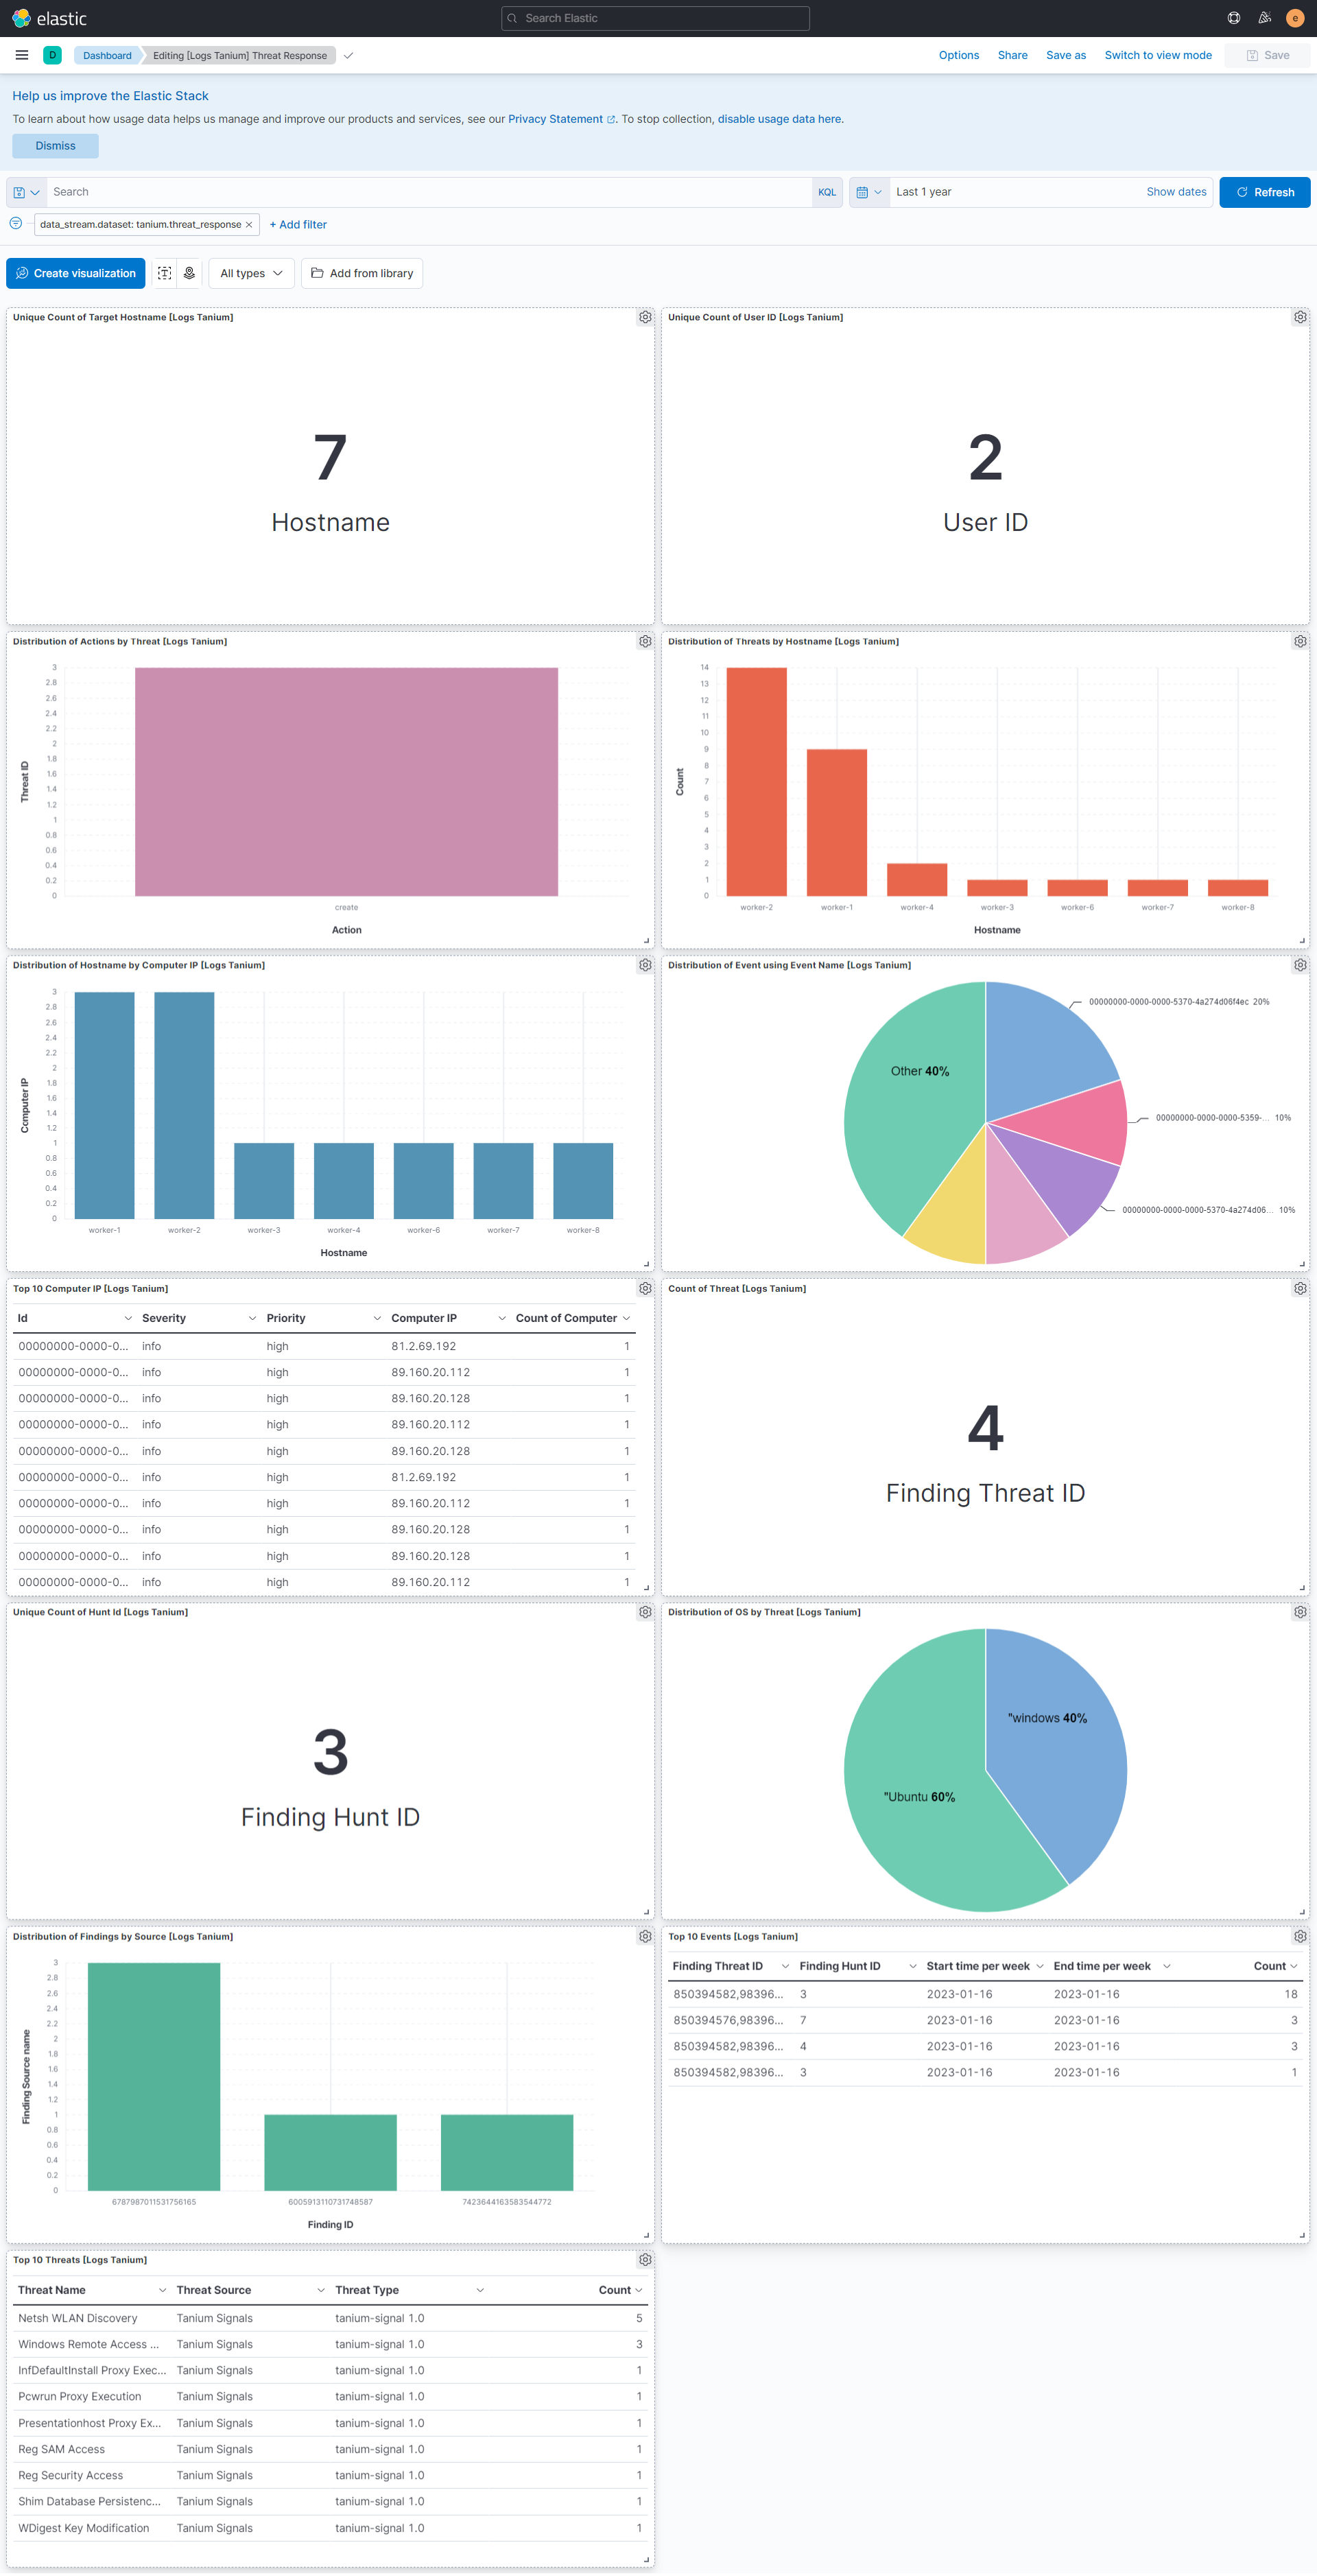 elastic
Search Elastic
e
D
Dashboard
Editing [Logs Tanium] Threat Response
Options
Share
Save as
Switch to view mode
Save
Help us improve the Elastic Stack
To learn about how usage data helps us manage and improve our products and services, see our Privacy Statement . To stop collection, disable usage data here.
Dismiss
Search
KQL
Last 1 year
Show dates
Refresh
data_stream.dataset: tanium.threat_response
+ Add filter
Create visualization
All types
Add from library
Unique Count of Target Hostname [Logs Tanium]
7
Hostname
Unique Count of User ID [Logs Tanium]
2
User ID
Distribution of Actions by Threat [Logs Tanium]
Threat ID
3
2.8
2.6
2.4
2.2
2
1.8
1.6
1.4
1.2
1
0.8
0.6
0.4
0.2
0
create
Action
Distribution of Threats by Hostname [Logs Tanium]
Count
14
13
12
11
10
9
8
7
6
5
4
3
2
1
0
worker-2 worker-1 worker-4 worker-3 worker-6 worker-7 worker-8
Hostname
Distribution of Hostname by Computer IP [Logs Tanium]
Computer IP
3
2.8
2.6
2.4
2.2
2
1.8
1.6
1.4
1.2
1
0.8
0.6
0.4
0.2
0
worker-1 worker-2 worker-3 worker-4 worker-6 worker-7 worker-8
Hostname
Distribution of Event using Event Name [Logs Tanium]
00000000-0000-0000-5370-4a274d06f4ec 20%
Other 40%
00000000-0000-0000-5359-... 10%
00000000-0000-0000-5370-4a274d06... 10%
Top 10 Computer IP [Logs Tanium]
Id Severity Priority Computer IP Count of Computer
00000000-0000-0... info high 81.2.69.192 1
00000000-0000-0... info high 89.160.20.112 1
00000000-0000-0... info high 89.160.20.128 1
00000000-0000-0... info high 89.160.20.112 1
00000000-0000-0... info high 89.160.20.128 1
00000000-0000-0... info high 81.2.69.192 1
00000000-0000-0... info high 89.160.20.112 1
00000000-0000-0... info high 89.160.20.128 1
00000000-0000-0... info high 89.160.20.128 1
00000000-0000-0... info high 89.160.20.112 1
Count of Threat [Logs Tanium]
4
Finding Threat ID
Unique Count of Hunt Id [Logs Tanium]
3
Finding Hunt ID
Distribution of OS by Threat [Logs Tanium]
"windows 40%
"Ubuntu 60%
Distribution of Findings by Source [Logs Tanium]
Finding Source name
3
2.8
2.6
2.4
2.2
2
1.8
1.6
1.4
1.2
1
0.8
0.6
0.4
0.2
0
6787987011531756165 6005913110731748587 7423644163583544772
Finding ID
Top 10 Events [Logs Tanium]
Finding Threat ID Finding Hunt ID Start time per week End time per week Count
850394582,98396... 3 2023-01-16 2023-01-16 18
850394576,98396... 7 2023-01-16 2023-01-16 3
850394582,98396... 4 2023-01-16 2023-01-16 3
850394582,98396... 3 2023-01-16 2023-01-16 1
Top 10 Threats [Logs Tanium]
Threat Name Threat Source Threat Type Count
Netsh WLAN Discovery Tanium Signals tanium-signal 1.0 5
Windows Remote Access ... Tanium Signals tanium-signal 1.0 3
InfDefaultInstall Proxy Exec... Tanium Signals tanium-signal 1.0 1
Pcwrun Proxy Execution Tanium Signals tanium-signal 1.0 1
Presentationhost Proxy Ex... Tanium Signals tanium-signal 1.0 1
Reg SAM Access Tanium Signals tanium-signal 1.0 1
Reg Security Access Tanium Signals tanium-signal 1.0 1
Shim Database Persistenc... Tanium Signals tanium-signal 1.0 1
WDigest Key Modification Tanium Signals tanium-signal 1.0 1